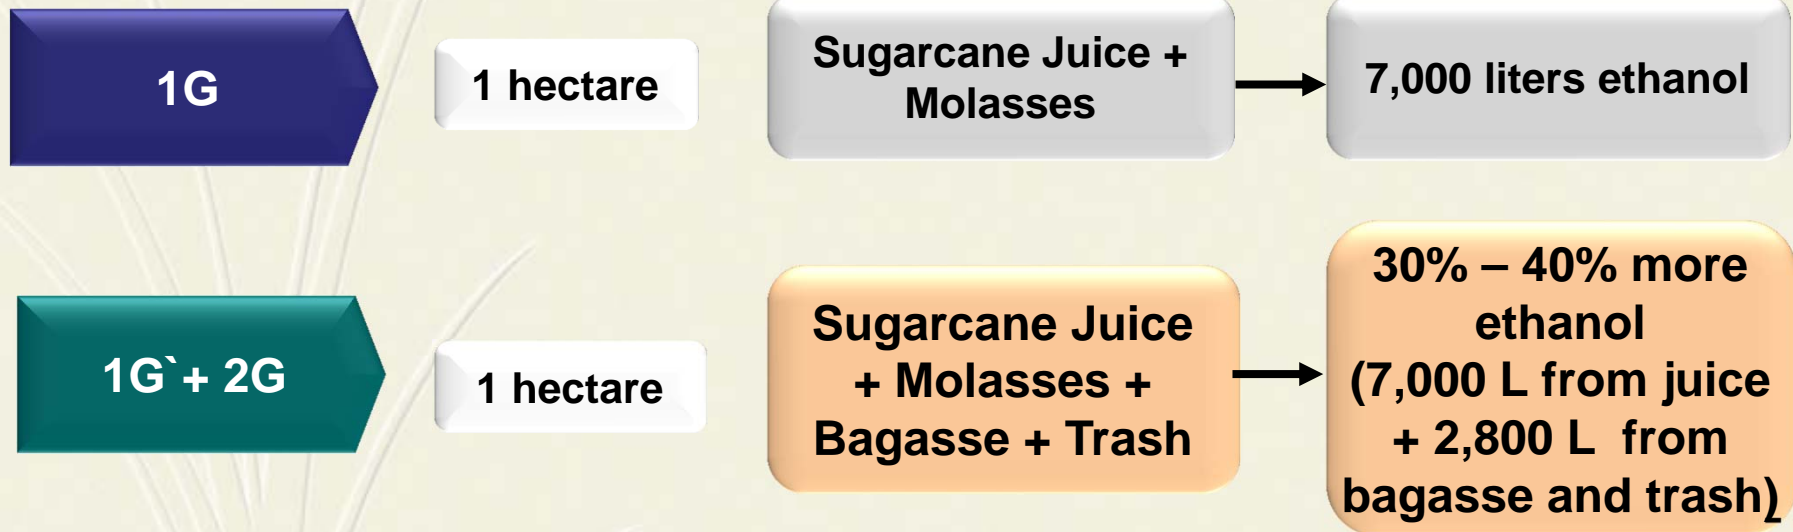 1G
1 hectare
Sugarcane Juice +
Molasses
7,000 liters ethanol
1G`+ 2G
1 hectare
Sugarcane Juice
+ Molasses +
Bagasse + Trash
30% – 40% more
ethanol
(7,000 L from juice
+ 2,800 L from
bagasse and trash)